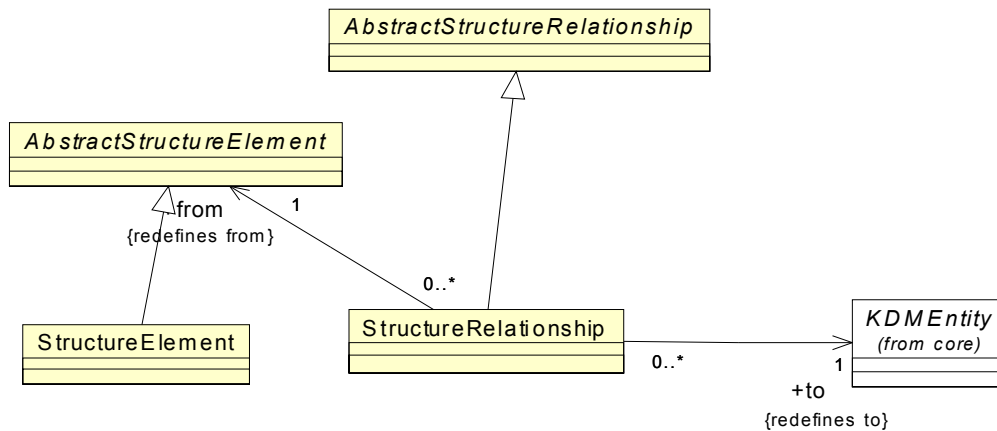 AbstractStructureRelationship
AbstractStructureElement
from
{redefines from}
1
0..*
StructureElement
StructureRelationship
KDMEntity
(from core)
0..*
1
+to
{redefines to}